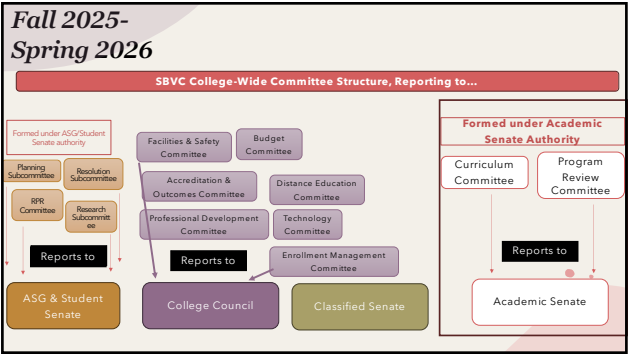 Fall 2025-
Spring 2026
SBVC College-Wide Committee Structure, Reporting to...
Formed under ASG/Student
Senate authority
Planning
Subcommittee
Resolution
Subcommittee
RPR
Committee
Research
Subcommitt
ee
Reports to
ASG & Student
Senate
Facilities & Safety
Committee
Budget
Committee
Accreditation &
Outcomes Committee
Distance Education
Committee
Professional Development
Committee
Technology
Committee
Enrollment Management
Committee
Reports to
College Council
Classified Senate
Formed under Academic
Senate Authority
Curriculum
Committee
Program
Review
Committee
Reports to
Academic Senate